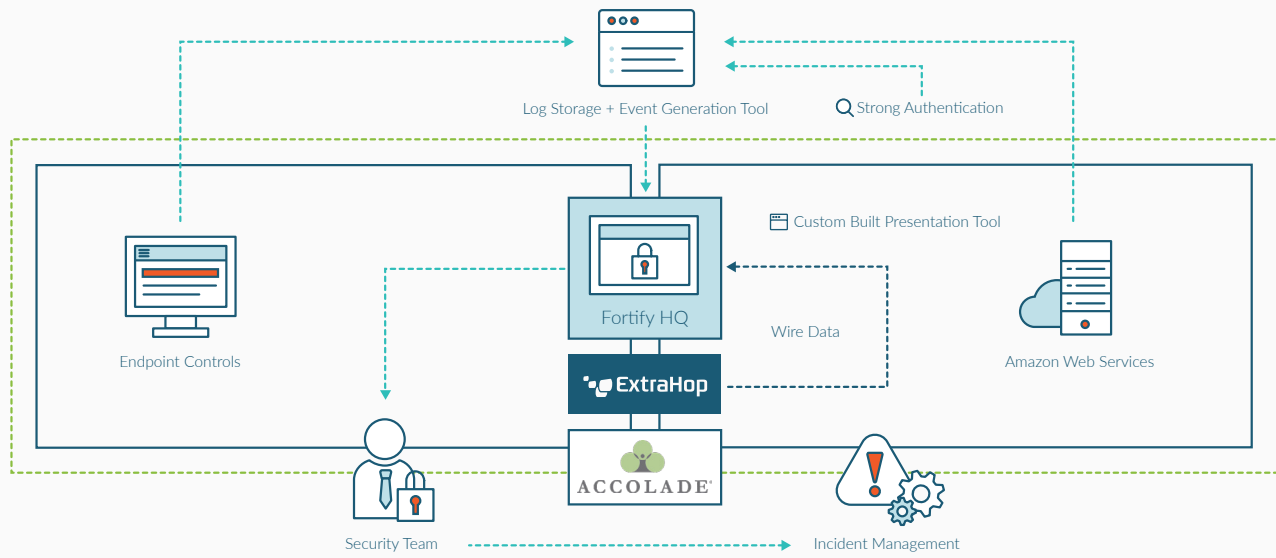 Log Storage + Event Generation Tool
Strong Authentication
Custom Built Presentation Tool
Fortify HQ
Wire Data
Endpoint Controls
Amazon Web Services
ExtraHop
ACCOLADE
Security Team
Incident Management